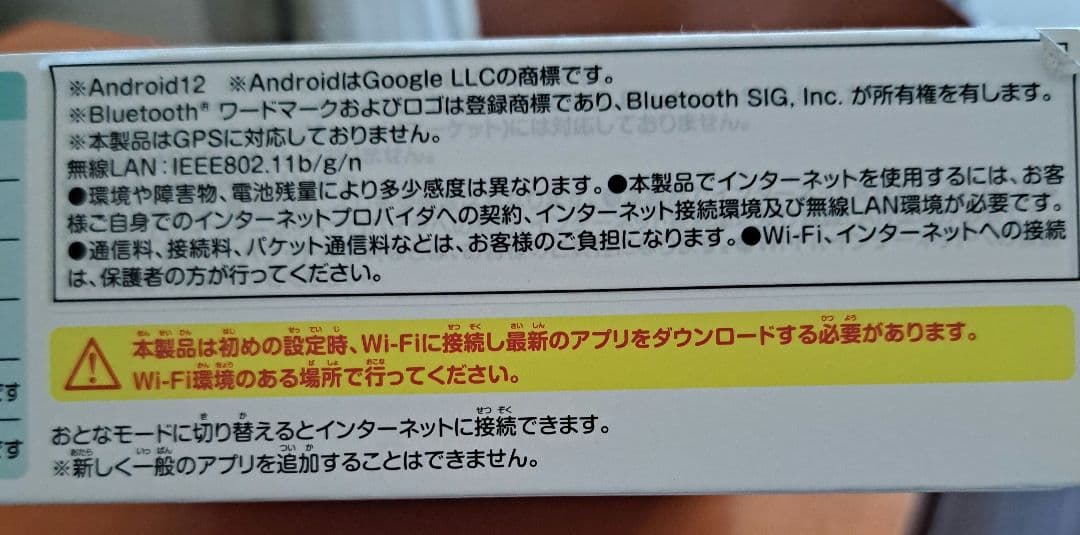 ※Android12 ※AndroidはGoogle LLCの商標です。
※Bluetooth® ワードマークおよびロゴは登録商標であり、Bluetooth SIG, Inc. が所有権を有します。
※本製品はGPSに対応しておりません。
無線LAN：IEEE802.11b/g/n
●環境や障害物、電池残量により多少感度は異なります。●本製品でインターネットを使用するには、お客
様ご自身でのインターネットプロバイダへの契約、インターネット接続環境及び無線LAN環境が必要です。
●通信料、接続料、パケット通信料などは、お客様のご負担になります。●Wi-Fi、インターネットへの接続
は、保護者の方が行ってください。
本製品は初めの設定時、Wi-Fiに接続し最新のアプリをダウンロードする必要があります。
Wi-Fi環境のある場所で行ってください。
おとなモードに切り替えるとインターネットに接続できます。
※新しく一般のアプリを追加することはできません。
です
です